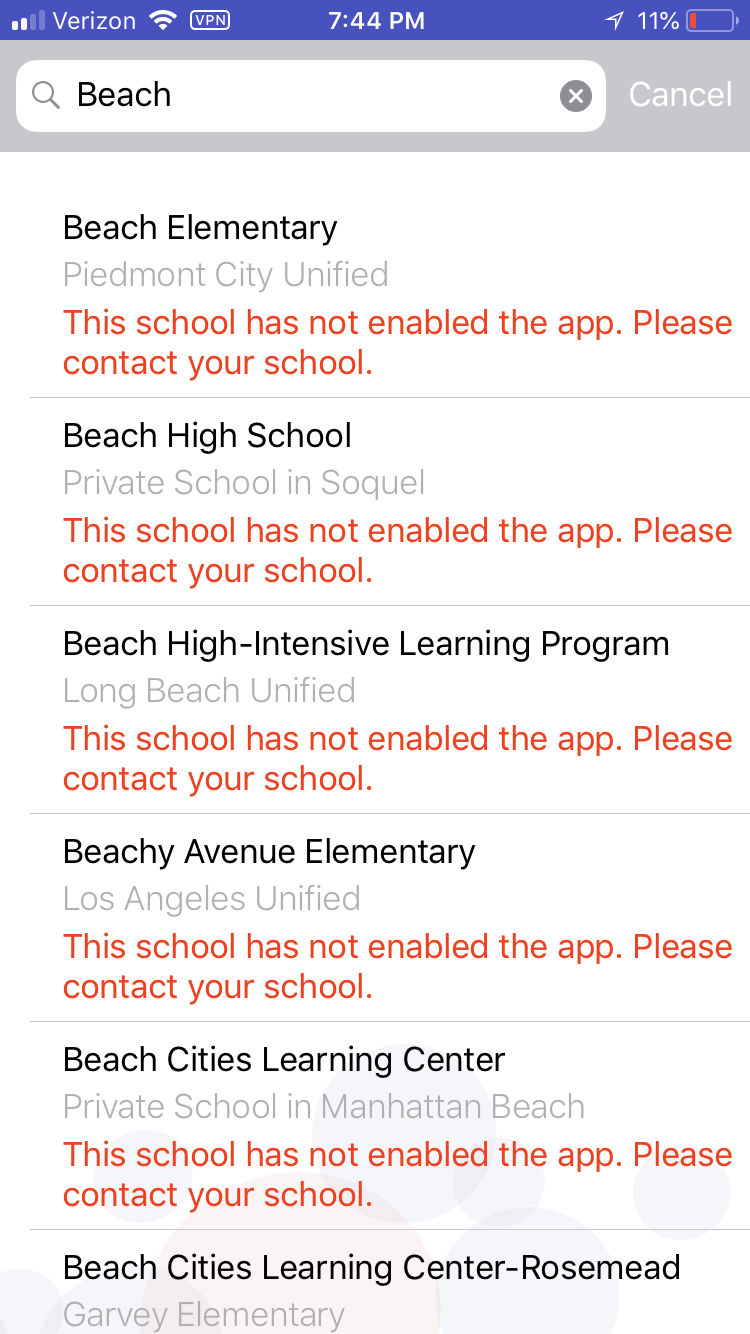 Verizon VPN 7:44 PM 11%
Beach Cancel
Beach Elementary
Piedmont City Unified
This school has not enabled the app. Please
contact your school.
Beach High School
Private School in Soquel
This school has not enabled the app. Please
contact your school.
Beach High-Intensive Learning Program
Long Beach Unified
This school has not enabled the app. Please
contact your school.
Beachy Avenue Elementary
Los Angeles Unified
This school has not enabled the app. Please
contact your school.
Beach Cities Learning Center
Private School in Manhattan Beach
This school has not enabled the app. Please
contact your school.
Beach Cities Learning Center-Rosemead
Garvey Elementary